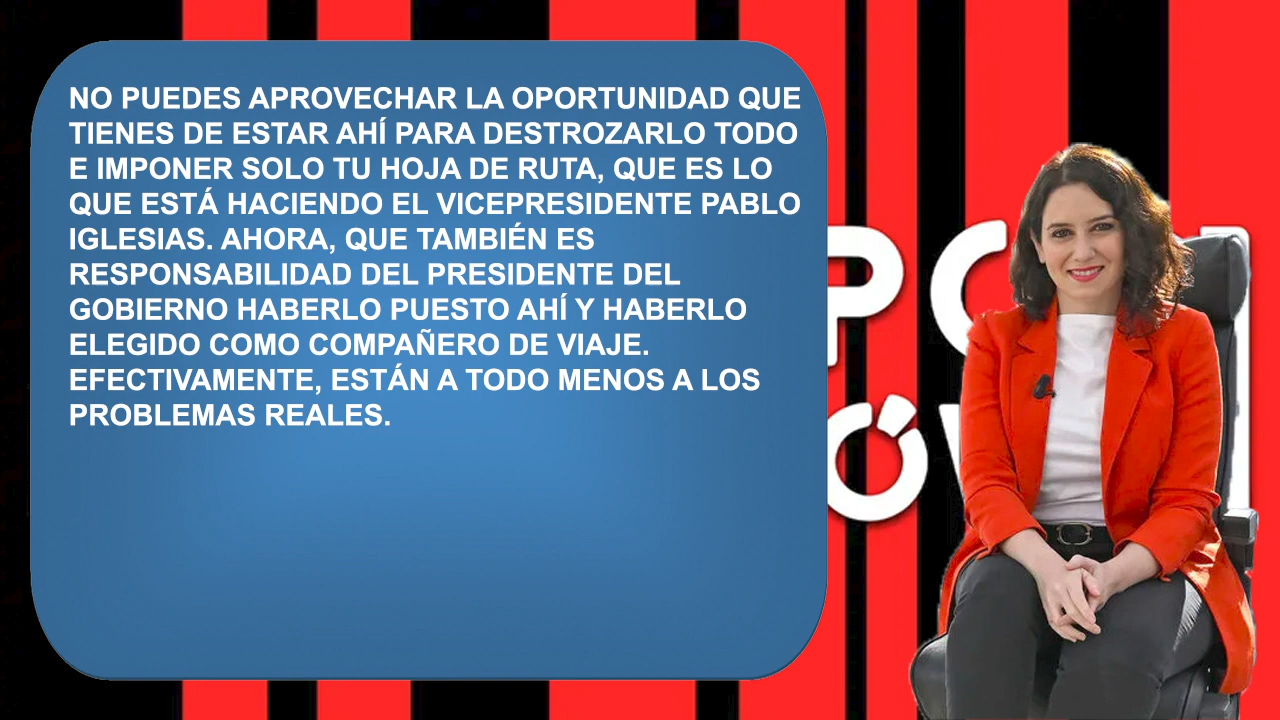 NO PUEDES APROVECHAR LA OPORTUNIDAD QUE
TIENES DE ESTAR AHÍ PARA DESTROZARLO TODO
E IMPONER SOLO TU HOJA DE RUTA, QUE ES LO
QUE ESTÁ HACIENDO EL VICEPRESIDENTE PABLO
IGLESIAS. AHORA, QUE TAMBIÉN ES
RESPONSABILIDAD DEL PRESIDENTE DEL
GOBIERNO HABERLO PUESTO AHÍ Y HABERLO
ELEGIDO COMO COMPAÑERO DE VIAJE.
EFECTIVAMENTE, ESTÁN A TODO MENOS A LOS
PROBLEMAS REALES.